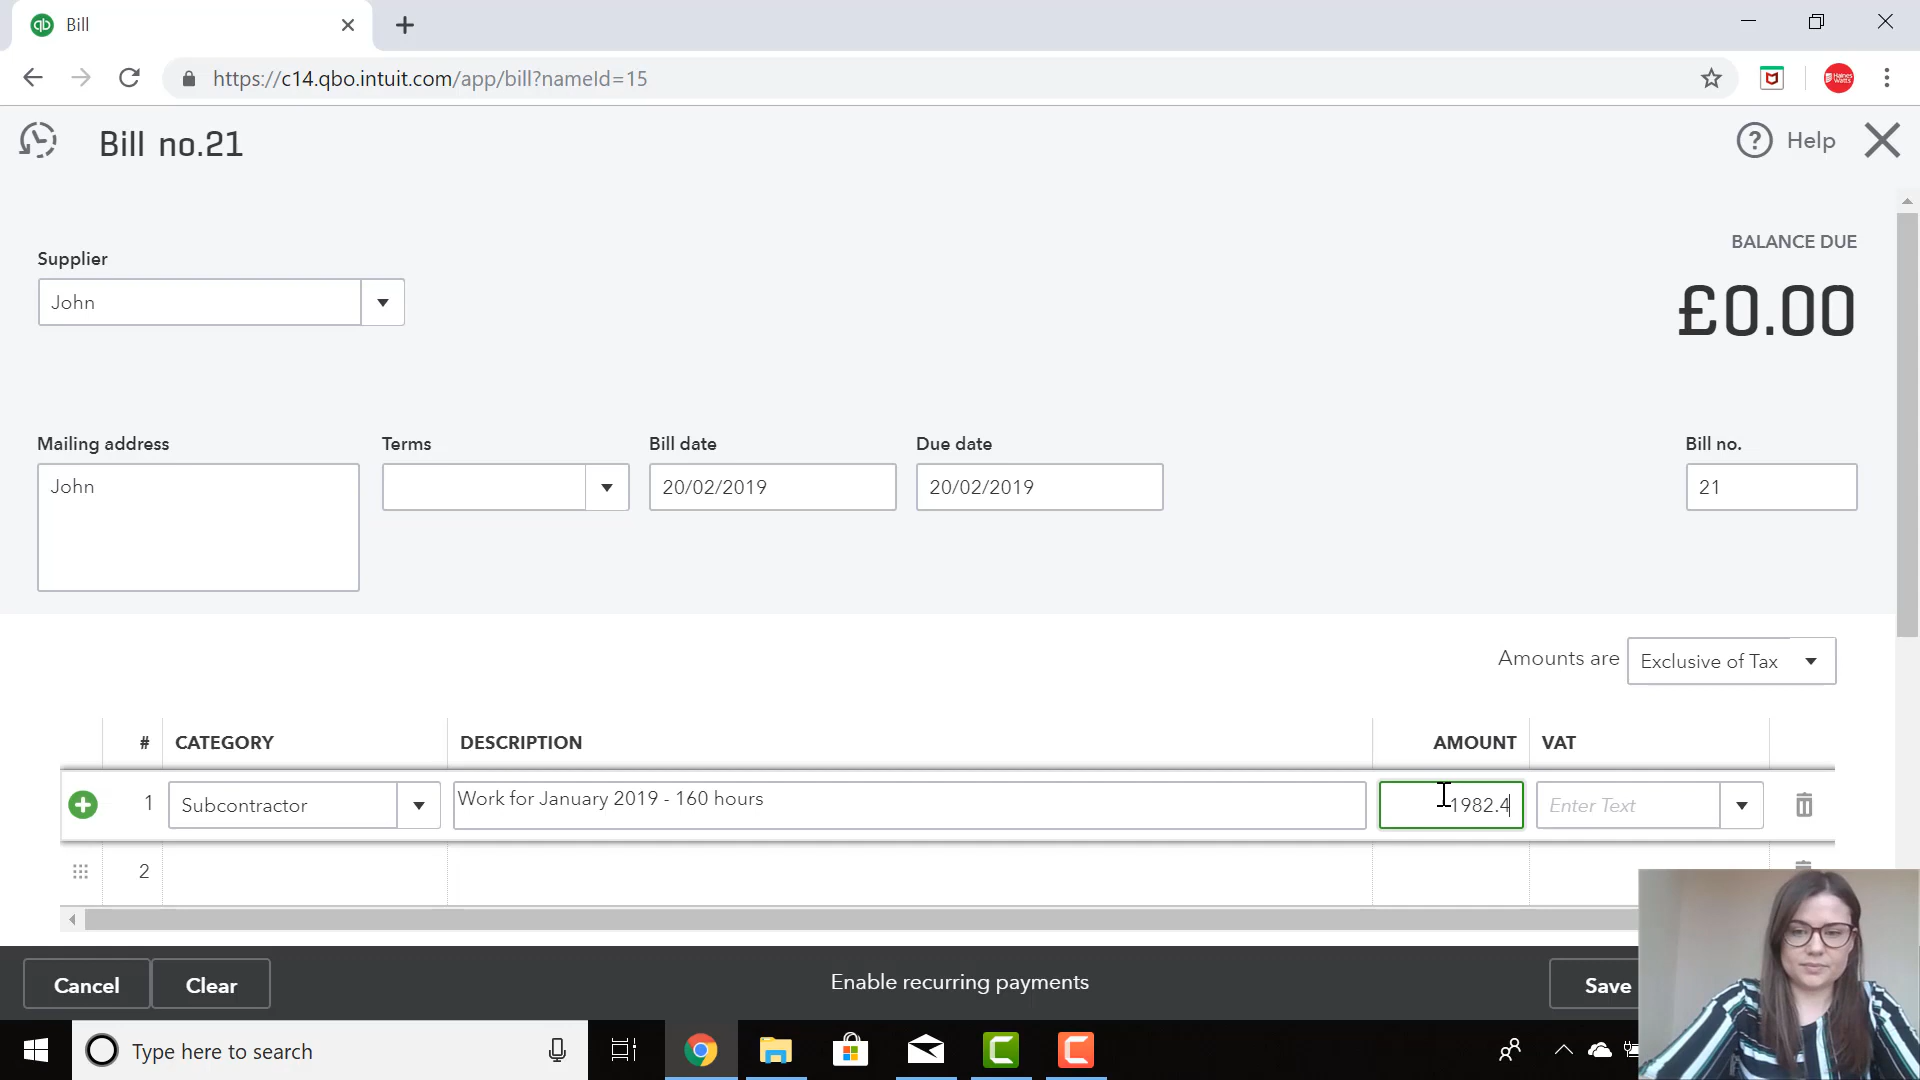 Bill
https://c14.qbo.intuit.com/app/bill?nameId=15
Bill no.21
Help
BALANCE DUE
Supplier
John
£0.00
Mailing address
Terms
Bill date
Due date
Bill no.
John
20/02/2019
20/02/2019
21
Amounts are
Exclusive of Tax
#
CATEGORY
DESCRIPTION
AMOUNT
VAT
1
Subcontractor
Work for January 2019 - 160 hours
1982.4
Enter Text
2
Cancel
Clear
Enable recurring payments
Save
Type here to search